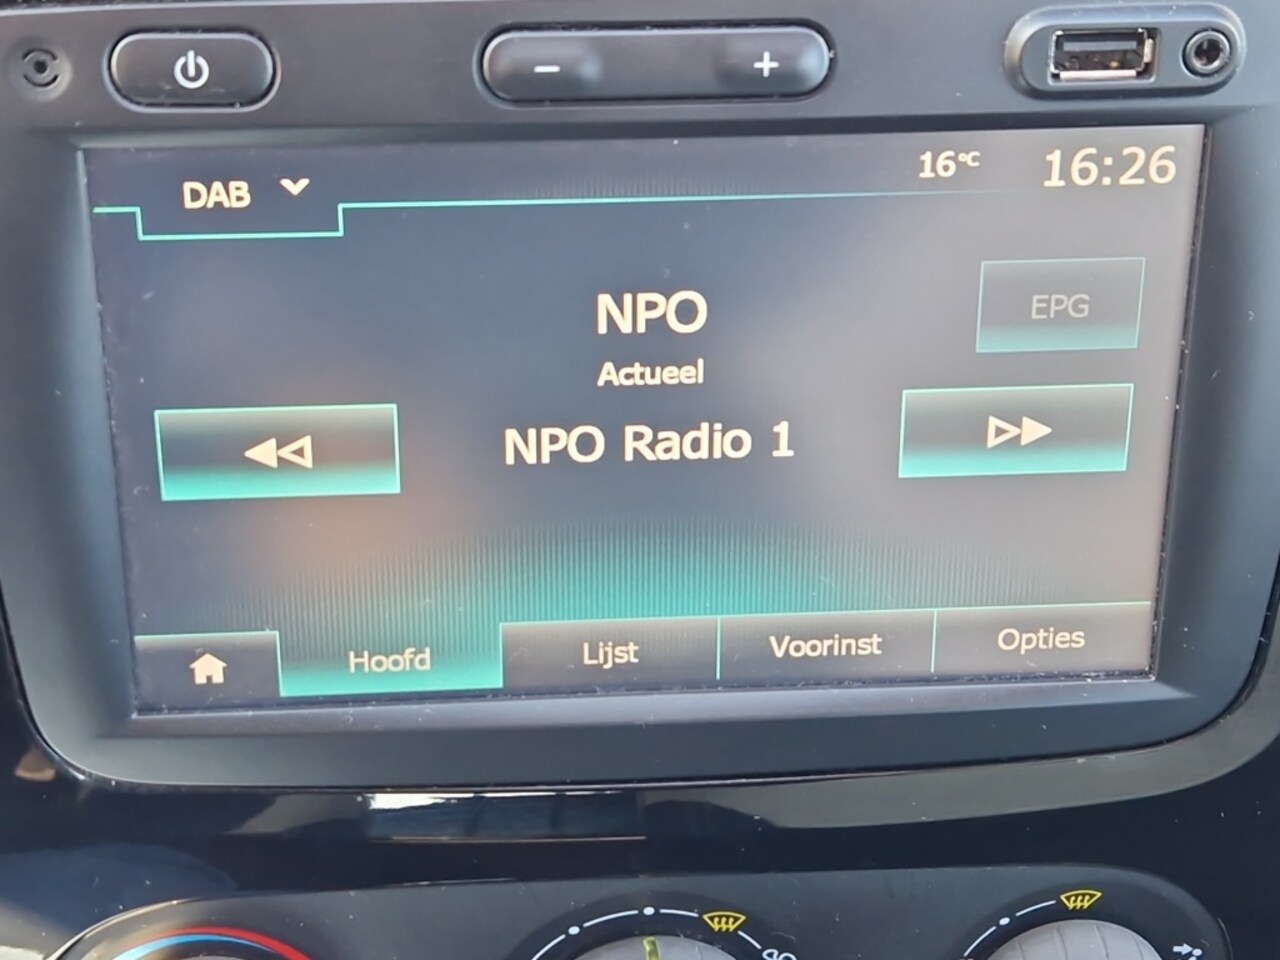 DAB
16°C
16:26
NPO
EPG
Actueel
NPO Radio 1
Hoofd
Lijst
Voorinst
Opties